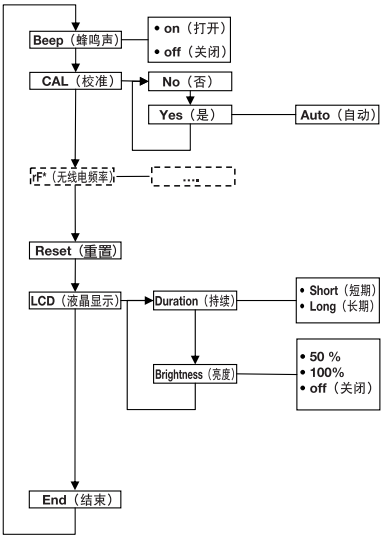 Beep（蜂鸣声）
• on（打开）
• off（关闭）
CAL（校准）
No（否）
Yes（是）
Auto（自动）
rF*（无线电频率）
....
Reset（重置）
LCD（液晶显示）
Duration（持续）
• Short（短期）
• Long（长期）
Brightness（亮度）
• 50 %
• 100%
• off（关闭）
End（结束）